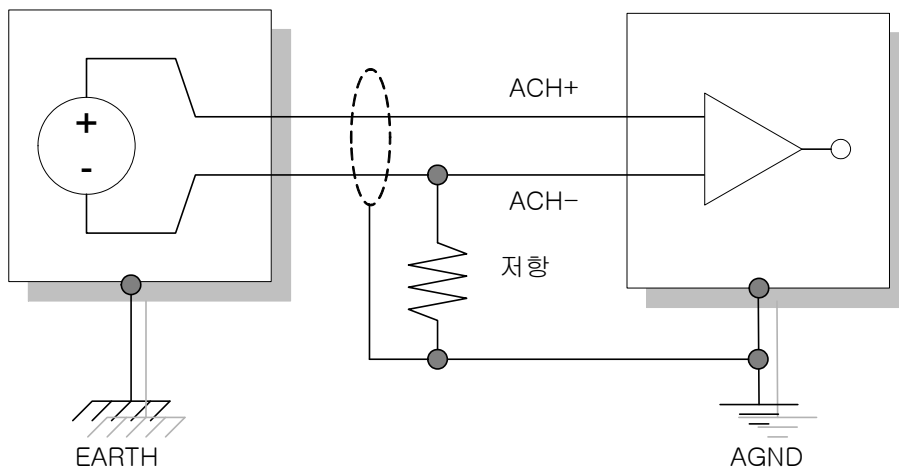 ACH+
+
-
ACH-
저항
EARTH
AGND